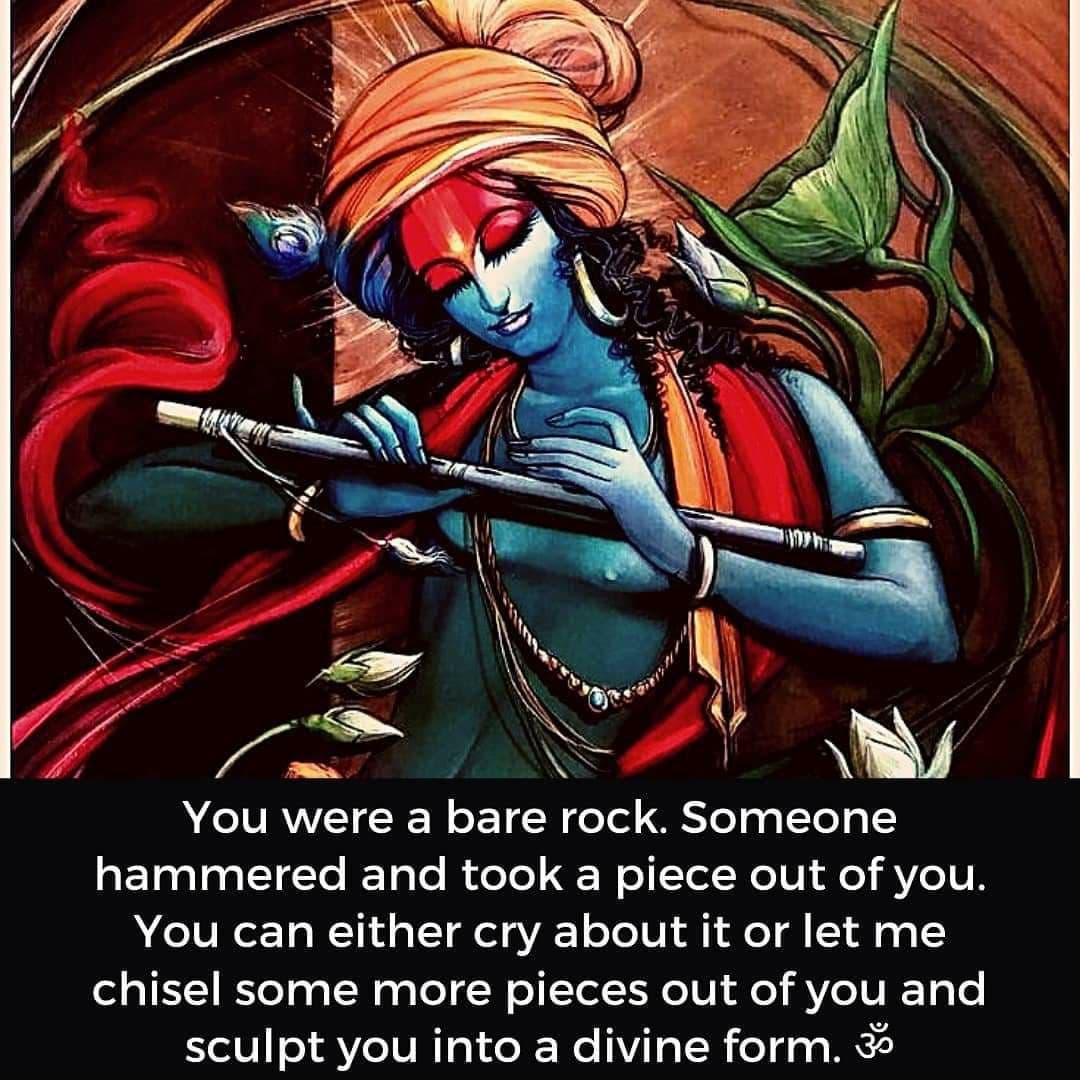 You were a bare rock. Someone
hammered and took a piece out of you.
You can either cry about it or let me
chisel some more pieces out of you and
sculpt you into a divine form. ॐ